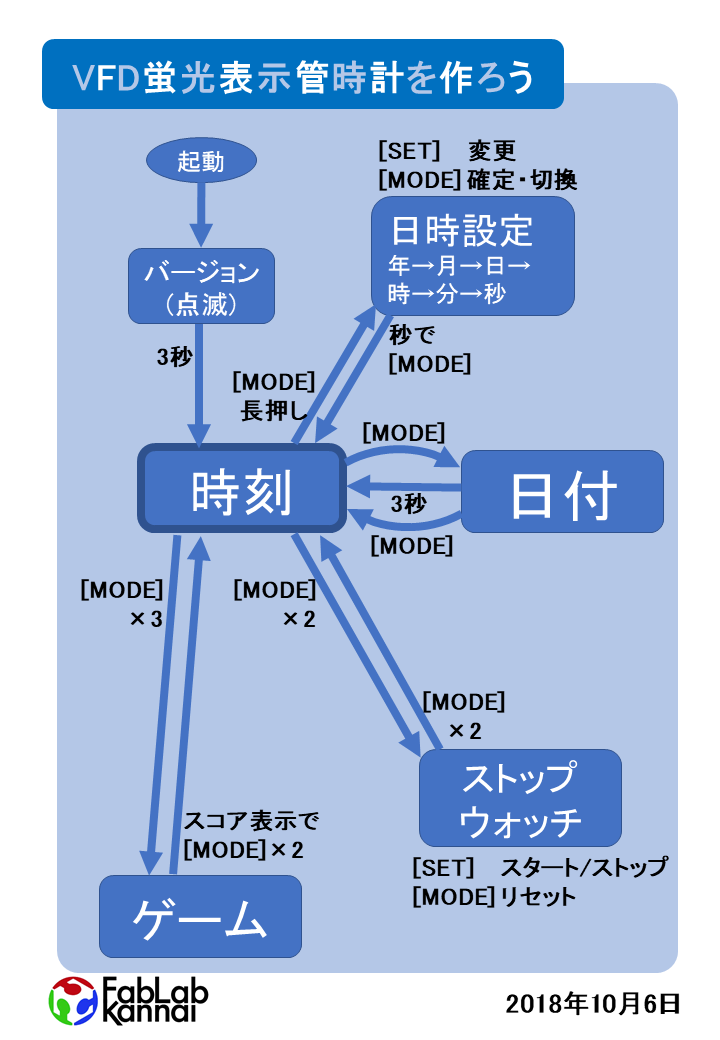 VFD蛍光表示管時計を作ろう
起動
[SET] 変更
[MODE] 確定・切換
日時設定
年→月→日→
時→分→秒
バージョン
(点滅)
3秒
秒で
[MODE]
[MODE]
長押し
[MODE]
時刻
日付
3秒
[MODE]
[MODE]
×3
[MODE]
×2
[MODE]
×2
ストップ
ウォッチ
スコア表示で
[MODE]×2
[SET] スタート/ストップ
[MODE] リセット
ゲーム
FabLab
Kannai
2018年10月6日